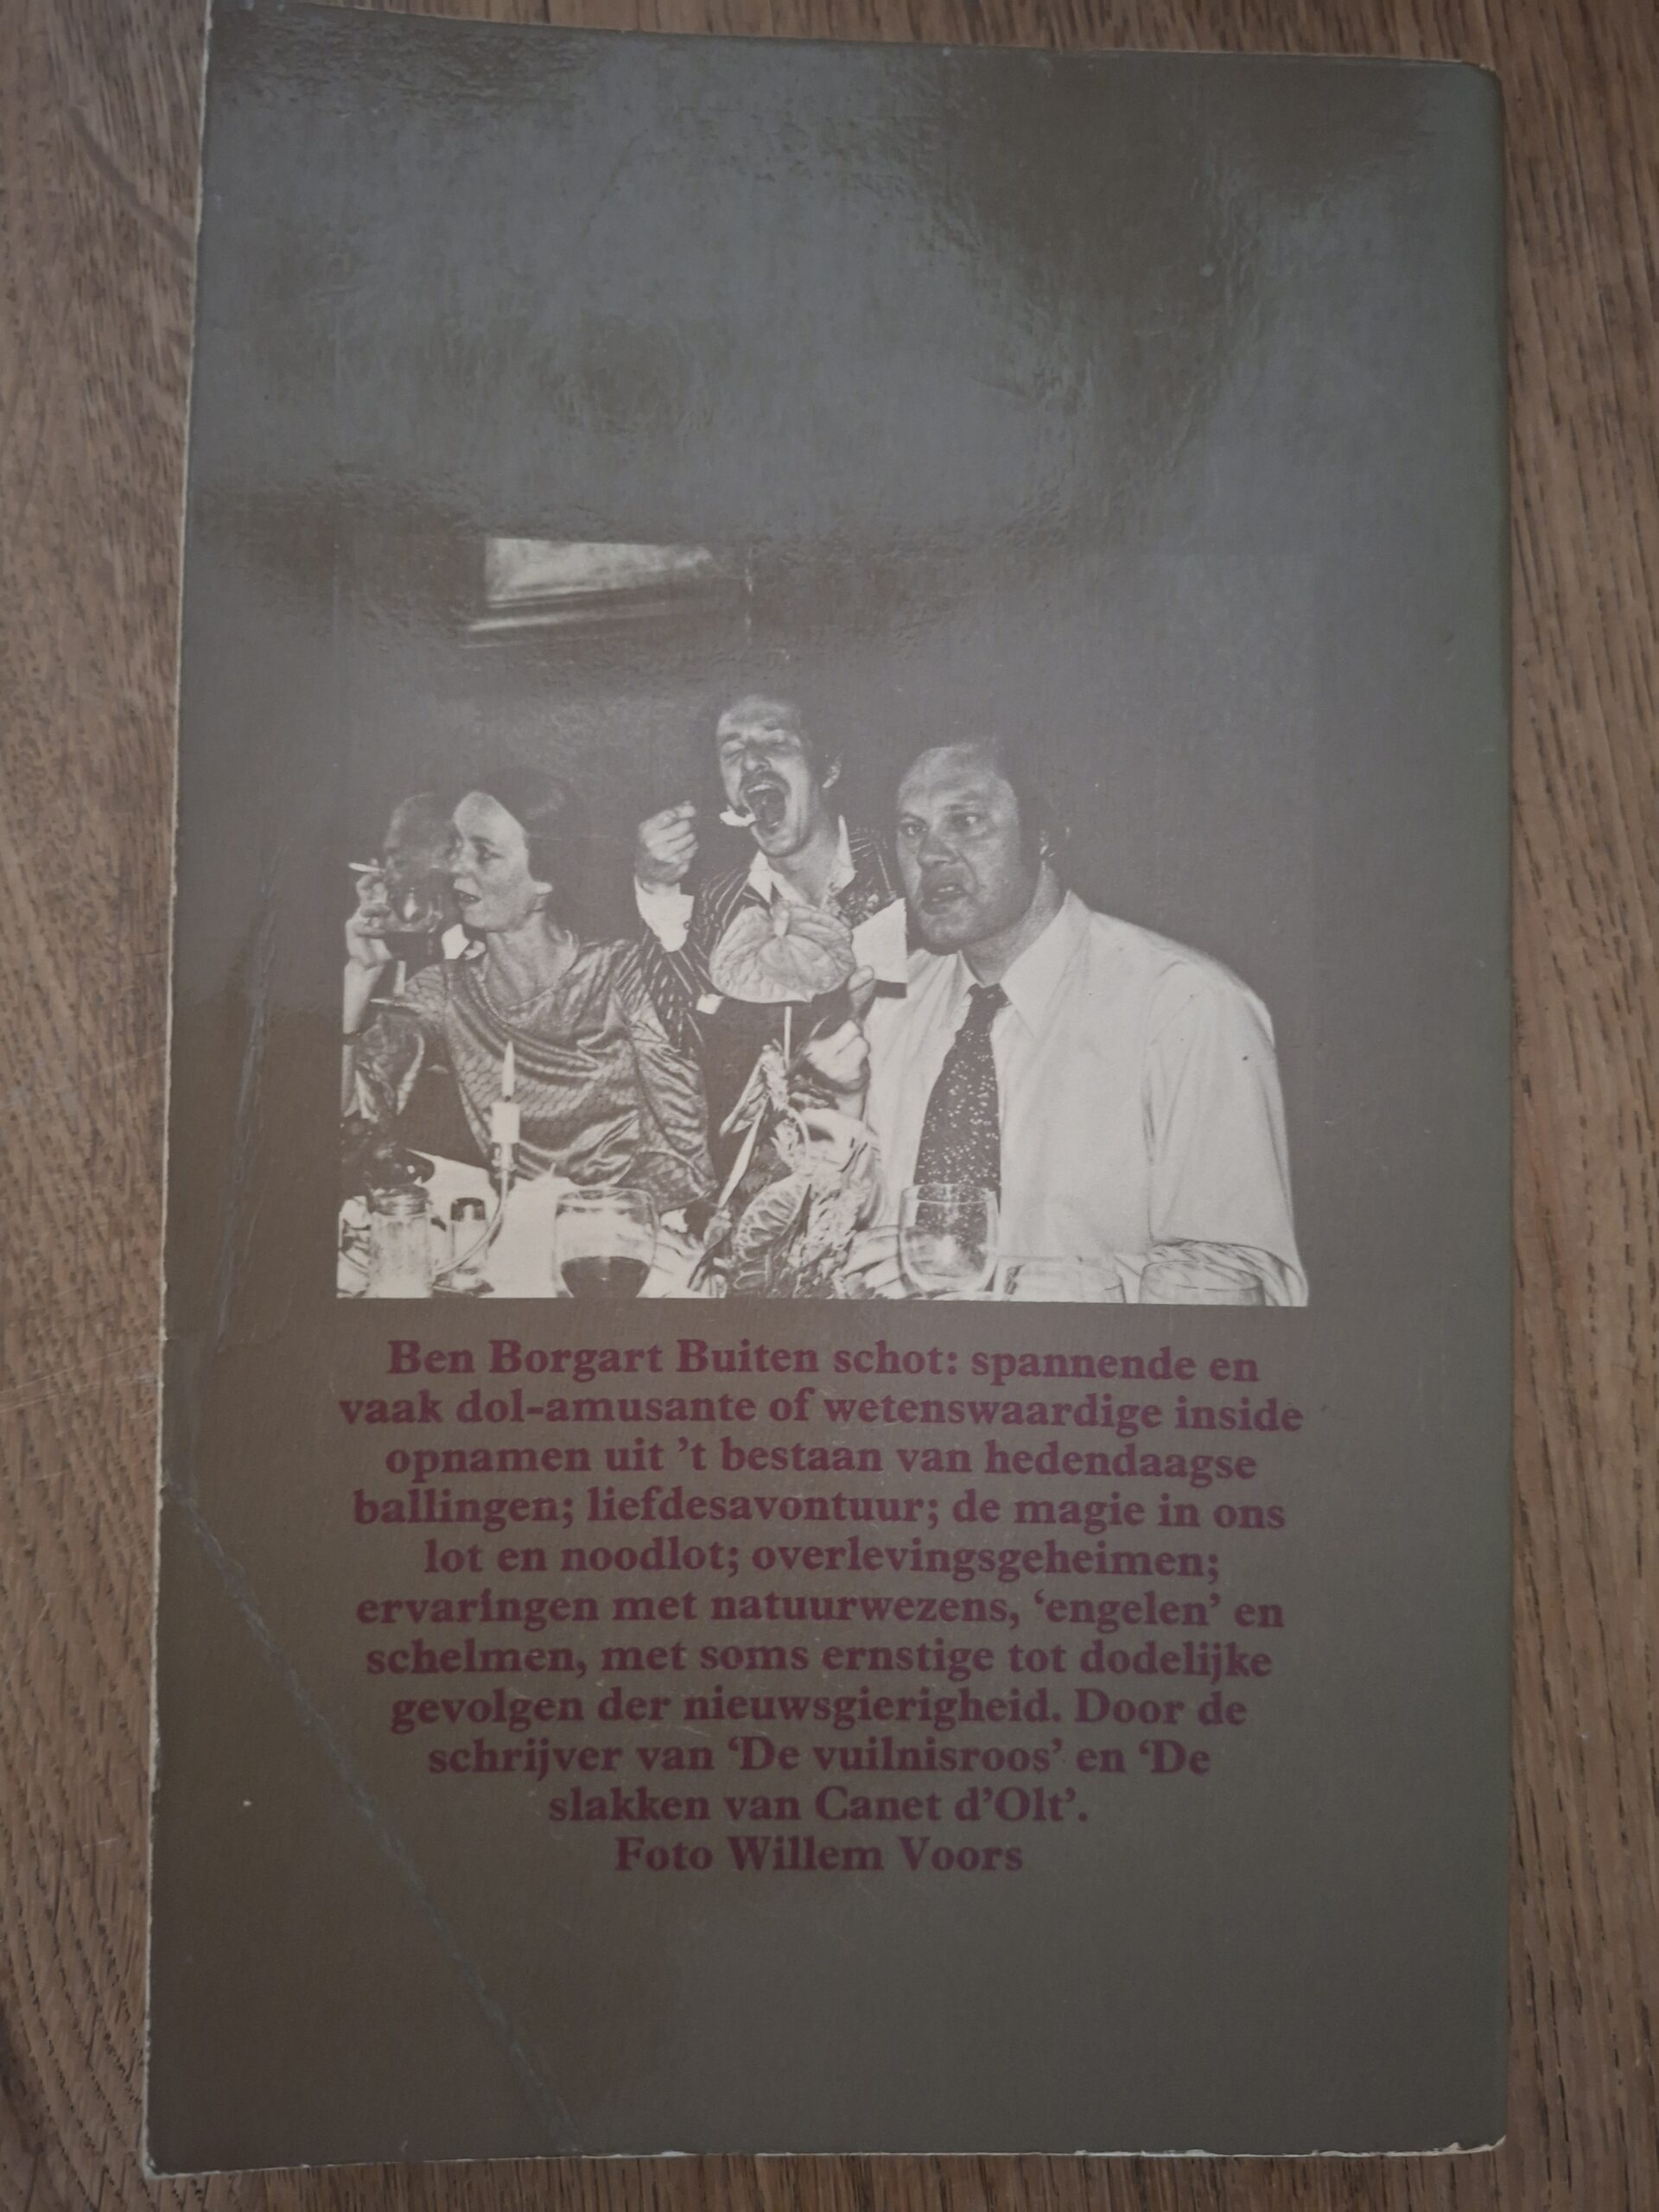 Ben Borgart Buiten schot: spannende en
vaak dol-amusante of wetenswaardige inside
opnamen uit ’t bestaan van hedendaagse
ballingen; liefdesavontuur; de magie in ons
lot en noodlot; overlevingsgeheimen;
ervaringen met natuurwezens, ‘engelen’ en
schelmen, met soms ernstige tot dodelijke
gevolgen der nieuwsgierigheid. Door de
schrijver van ‘De vuilnisroos’ en ‘De
slakken van Canet d’Olt’.
Foto Willem Voors